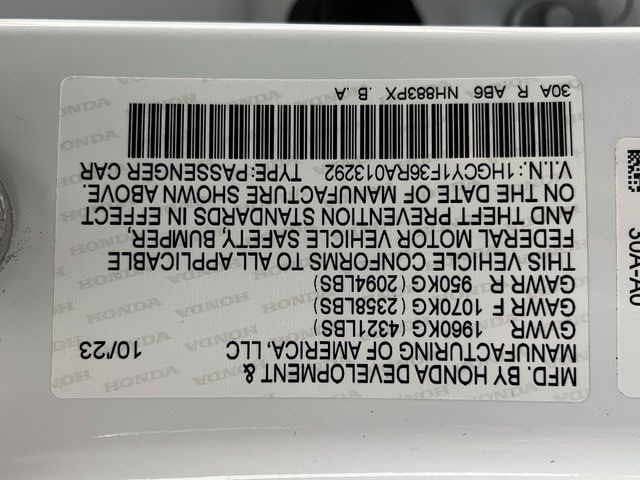 MFD. BY HONDA DEVELOPMENT &
MANUFACTURING OF AMERICA, LLC 10/23
GVWR 1960KG (4321LBS)
GAWR F 1070KG (2358LBS)
GAWR R 950KG (2094LBS)
THIS VEHICLE CONFORMS TO ALL APPLICABLE
FEDERAL MOTOR VEHICLE SAFETY, BUMPER,
AND THEFT PREVENTION STANDARDS IN EFFECT
ON THE DATE OF MANUFACTURE SHOWN ABOVE.
V.I.N.: 1HGCY1F36RA013292 TYPE: PASSENGER CAR
30A R AB6 NH883PX .B .A
30A-A0